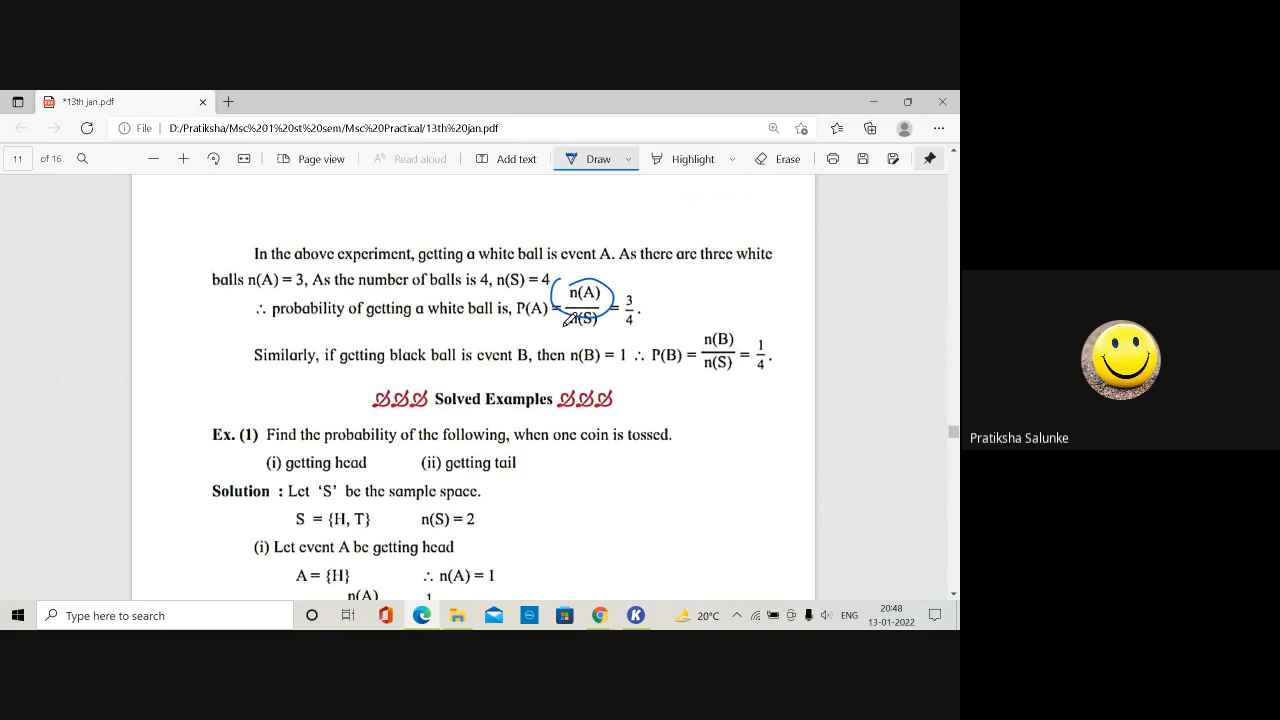 *13th jan.pdf
File D:/Pratiksha/Msc%201%20st%20sem/Msc%20Practical/13th%20jan.pdf
11 of 16 Page view Read aloud Add text Draw Highlight Erase
In the above experiment, getting a white ball is event A. As there are three white
balls n(A) = 3, As the number of balls is 4, n(S) = 4
∴ probability of getting a white ball is, P(A) = n(A)/n(S) = 3/4.
Similarly, if getting black ball is event B, then n(B) = 1 ∴ P(B) = n(B)/n(S) = 1/4.
Solved Examples
Ex. (1) Find the probability of the following, when one coin is tossed.
(i) getting head (ii) getting tail
Solution : Let ‘S’ be the sample space.
S = {H, T} n(S) = 2
(i) Let event A be getting head
A = {H} ∴ n(A) = 1
n(A) 1
Pratiksha Salunke
Type here to search 20°C ENG 20:48
13-01-2022